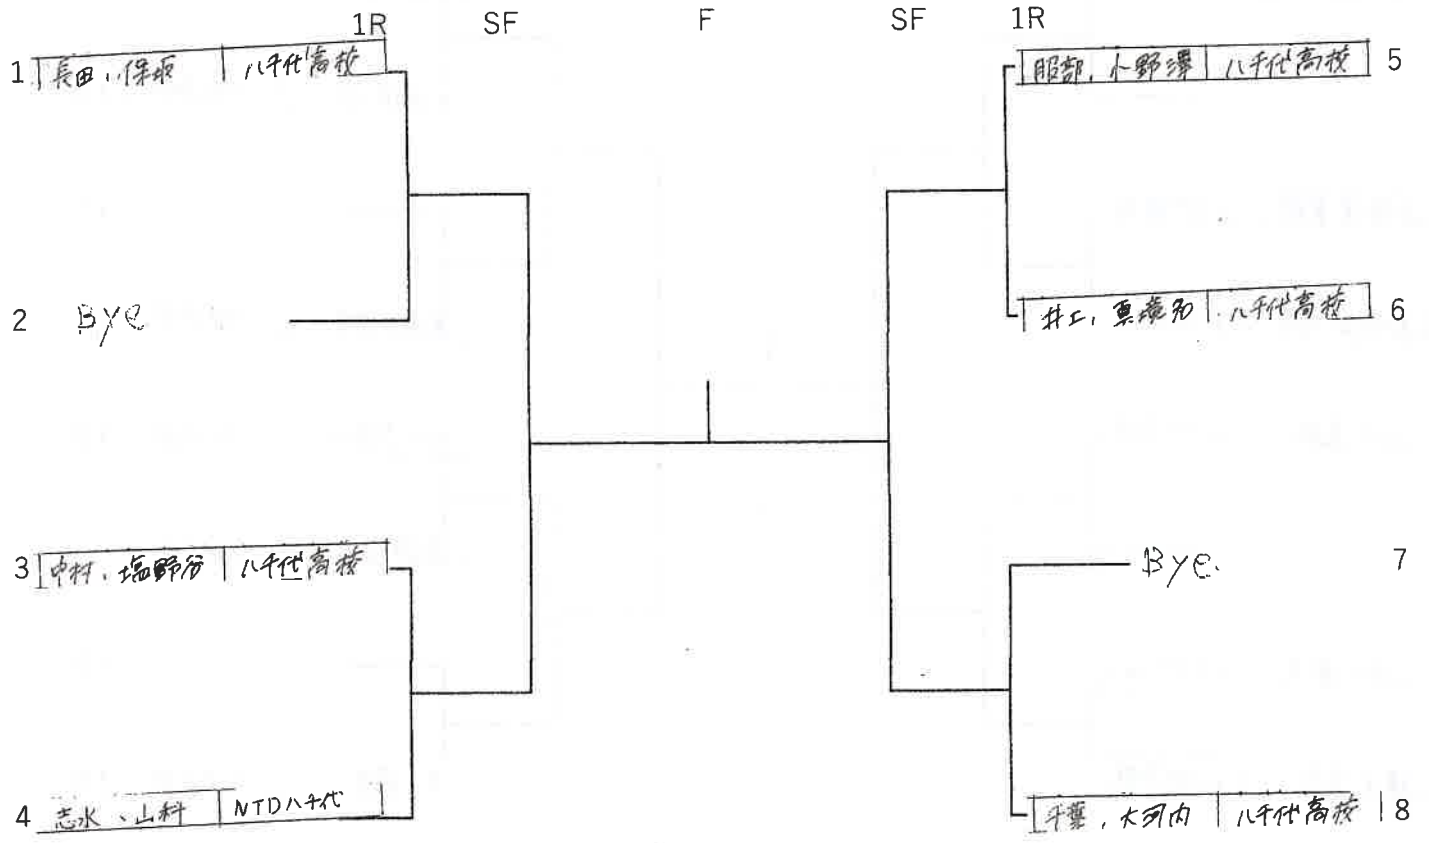 1R SF F SF 1R
1 長田、保坂 八千代高校
服部、小野澤 八千代高校 5
2 Bye
井上、 八千代高校 6
3 中村、塩野谷 八千代高校
Bye. 7
4 志水、山科 NTD八千代
千葉、大河内 八千代高校 8